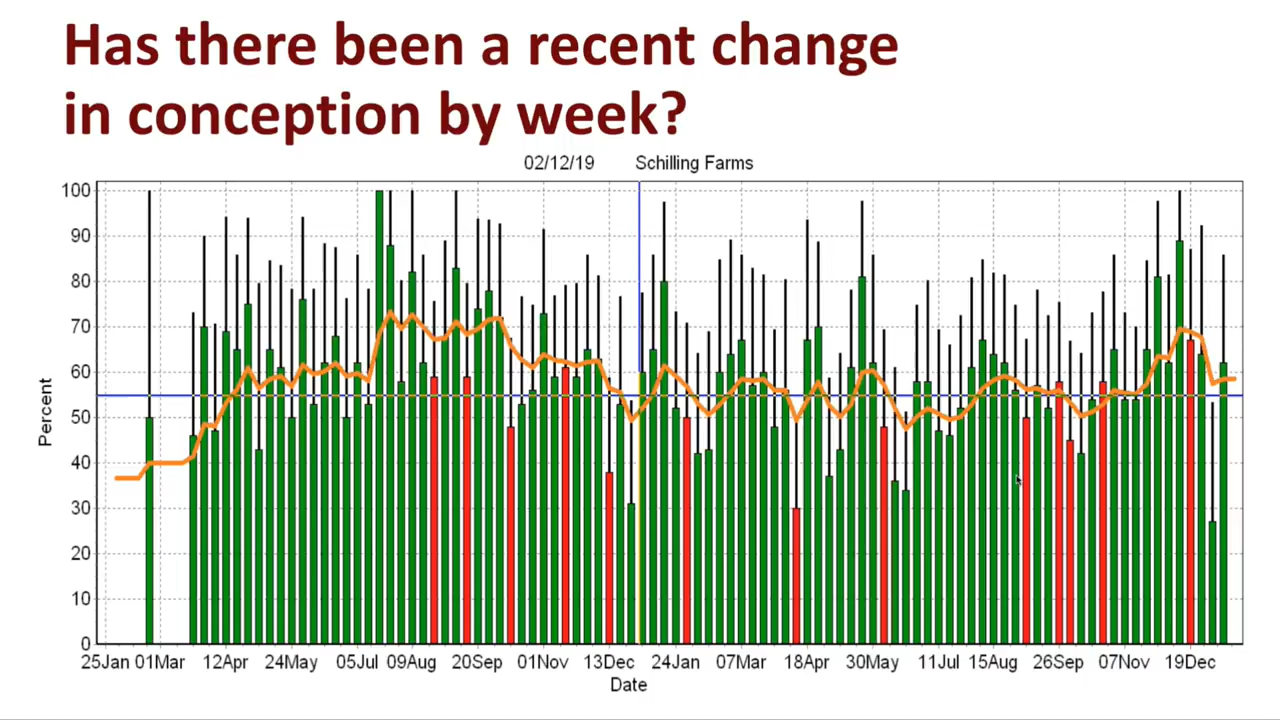 Has there been a recent change
in conception by week?
02/12/19 Schilling Farms
100
90
80
70
60
50
40
30
20
10
0
Percent
25Jan 01Mar 12Apr 24May 05Jul 09Aug 20Sep 01Nov 13Dec 24Jan 07Mar 18Apr 30May 11Jul 15Aug 26Sep 07Nov 19Dec
Date